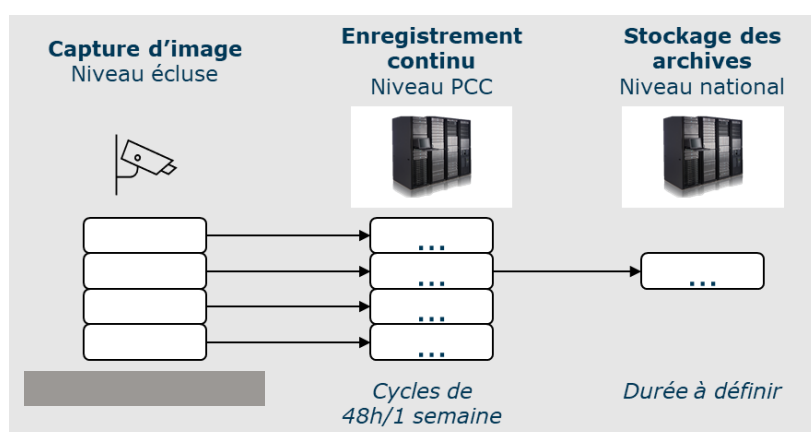 Capture d'image
Niveau écluse
Enregistrement
continu
Niveau PCC
Stockage des
archives
Niveau national
...
...
...
...
...
Cycles de
48h/1 semaine
Durée à définir